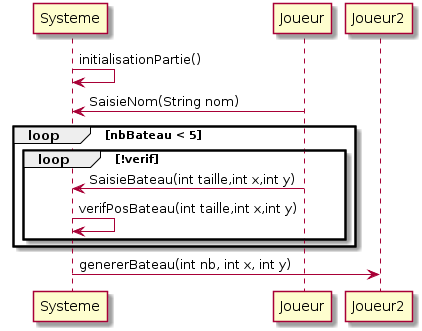 Systeme Joueur Joueur2
initialisationPartie()
SaisieNom(String nom)
loop [nbBateau < 5]
loop [!verif]
SaisieBateau(int taille,int x,int y)
verifPosBateau(int taille,int x,int y)
genererBateau(int nb, int x, int y)
Systeme Joueur Joueur2